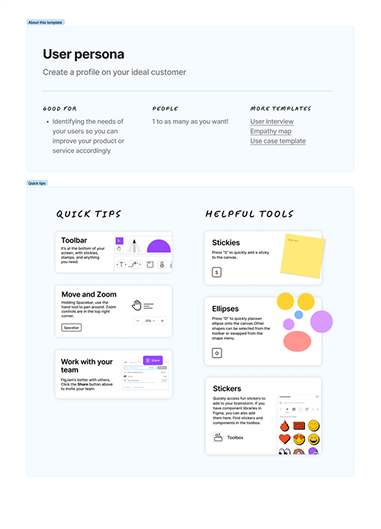 About this template
User persona
Create a profile on your ideal customer
GOOD FOR
• Identifying the needs of
your users so you can
improve your product or
service accordingly
PEOPLE
1 to as many as you want!
MORE TEMPLATES
User interview
Empathy map
Use case template
Quick tips
QUICK TIPS
Toolbar
It's at the bottom of your
screen, with stickies,
stamps, and anything
you need.
Move and Zoom
Holding Spacebar, use the
hand tool to pan around. Zoom
controls are in the top right
corner.
Spacebar
Work with your
team
FigJam's better with others.
Click the Share button above
to invite your team.
Share
HELPFUL TOOLS
Stickies
Press "S" to quickly add a sticky
to the canvas.
S
Ellipses
Press "O" to quickly place an
ellipse onto the canvas. Other
shapes can be selected from the
toolbar or swapped from the
shape menu.
O
Stickers
Quickly access fun stickers to
add to your brainstorm. If you
have component libraries in
Figma, you can also add
them here. Find stickers and
components in the toolbox.
Toolbox